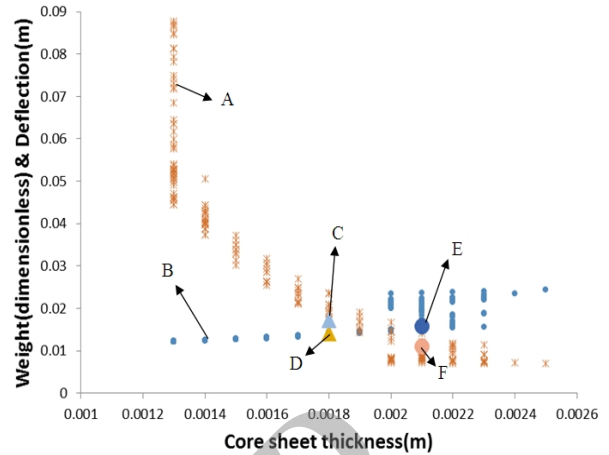 Weight(dimensionless) & Deflection(m)
0.09
0.08
0.07
0.06
0.05
0.04
0.03
0.02
0.01
0
A
B
C
D
E
F
0.001
0.0012
0.0014
0.0016
0.0018
0.002
0.0022
0.0024
0.0026
Core sheet thickness(m)